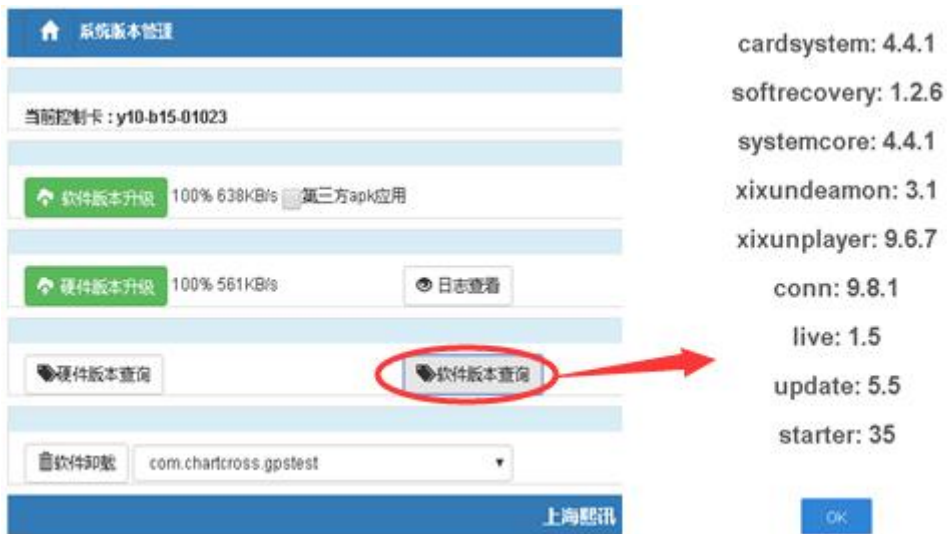 系统版本管理
当前控制卡：y10-b15-01023
软件版本升级 100% 638KB/s 第三方apk应用
硬件版本升级 100% 561KB/s 日志查看
硬件版本查询 软件版本查询
软件卸载 com.chartcross.gpstest
上海熙讯
cardsystem: 4.4.1
softrecovery: 1.2.6
systemcore: 4.4.1
xixundeamon: 3.1
xixunplayer: 9.6.7
conn: 9.8.1
live: 1.5
update: 5.5
starter: 35
OK